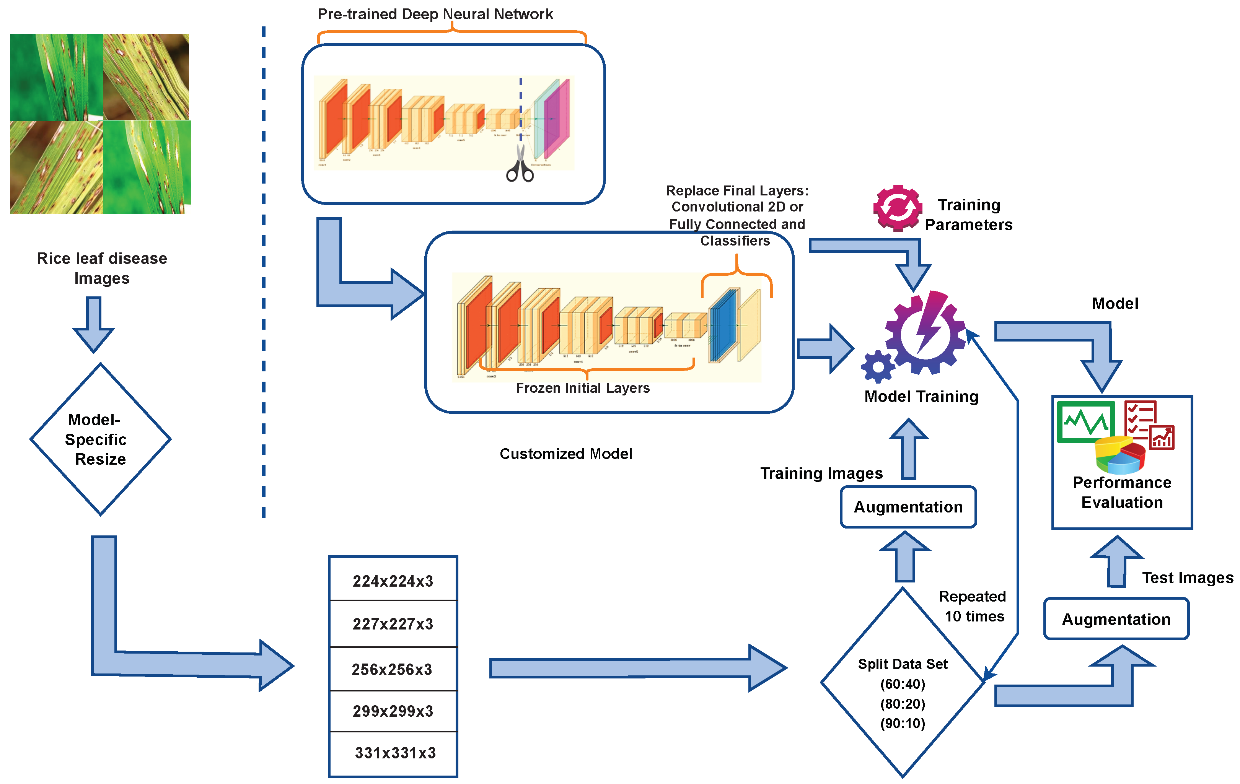 Pre-trained Deep Neural Network
Rice leaf disease
Images
Model-
Specific
Resize
Replace Final Layers:
Convolutional 2D or
Fully Connected and
Classifiers
Training
Parameters
Frozen Initial Layers
Customized Model
Model Training
Model
Performance
Evaluation
Training Images
Augmentation
Test Images
Augmentation
Repeated
10 times
224x224x3
227x227x3
256x256x3
299x299x3
331x331x3
Split Data Set
(60:40)
(80:20)
(90:10)